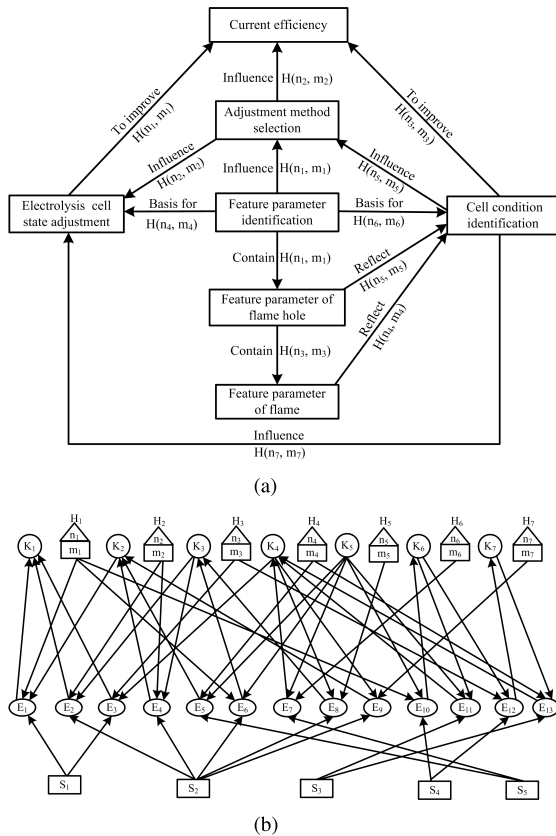 Current efficiency
Influence H(n₂, m₂)
To improve
H(n₁, m₁)
To improve
H(n₃, m₃)
Adjustment method
selection
Influence
H(n₂, m₂)
Influence H(n₁, m₁)
Influence
H(n₅, m₅)
Electrolysis cell
state adjustment
Basis for
H(n₄, m₄)
Feature parameter
identification
Basis for
H(n₆, m₆)
Cell condition
identification
Contain H(n₁, m₁)
Reflect
H(n₅, m₅)
Feature parameter of
flame hole
Contain H(n₃, m₃)
Reflect
H(n₄, m₄)
Feature parameter
of flame
Influence
H(n₇, m₇)
(a)
H₁ H₂ H₃ H₄ H₅ H₆ H₇
K₁ n₁ K₂ n₂ K₃ n₃ K₄ n₄ K₅ n₅ K₆ n₆ K₇ n₇
m₁ m₂ m₃ m₄ m₅ m₆ m₇
E₁ E₂ E₃ E₄ E₅ E₆ E₇ E₈ E₉ E₁₀ E₁₁ E₁₂ E₁₃
S₁ S₂ S₃ S₄ S₅
(b)